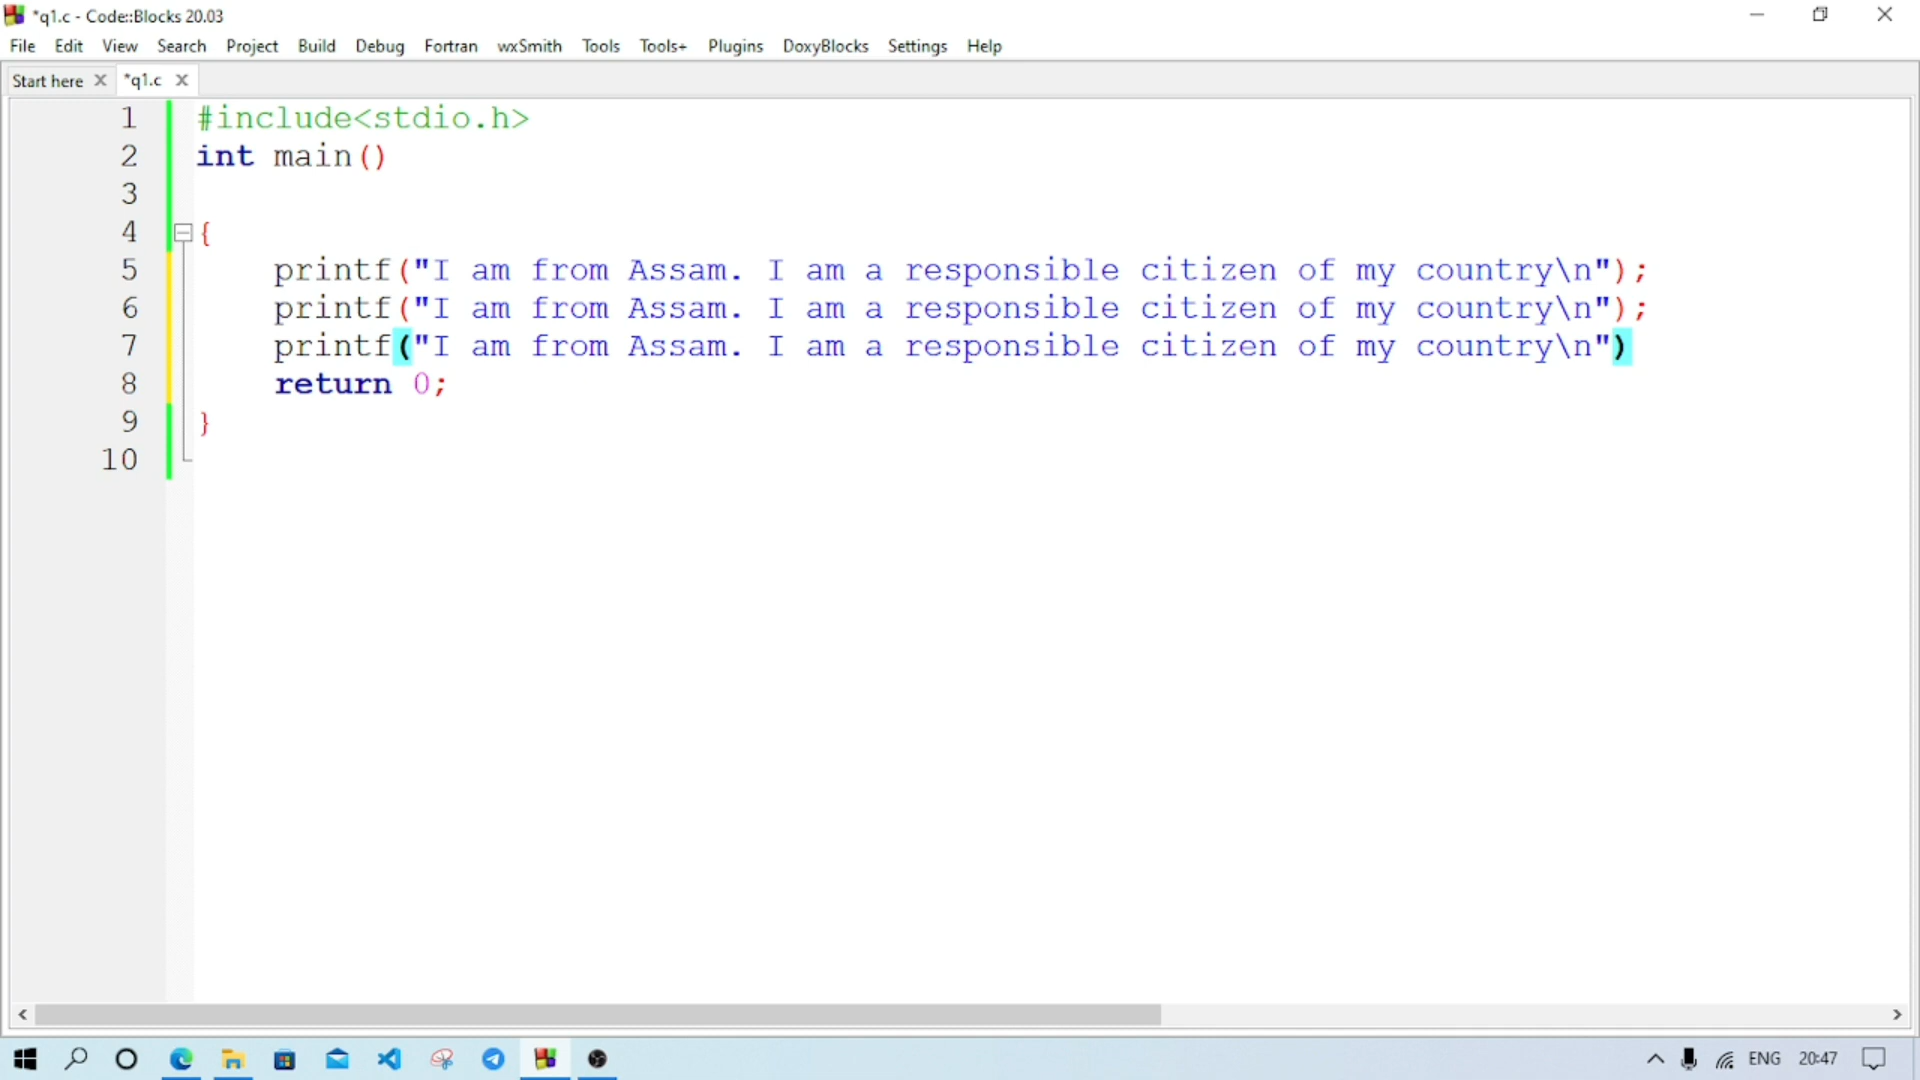 *q1.c - Code::Blocks 20.03
File Edit View Search Project Build Debug Fortran wxSmith Tools Tools+ Plugins DoxyBlocks Settings Help
Start here *q1.c
1 #include<stdio.h>
2 int main()
3
4 {
5 printf("I am from Assam. I am a responsible citizen of my country\n");
6 printf("I am from Assam. I am a responsible citizen of my country\n");
7 printf("I am from Assam. I am a responsible citizen of my country\n")
8 return 0;
9 }
10
ENG 20:47